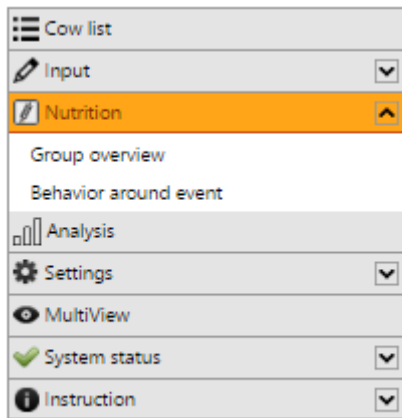 Cow list
Input
Nutrition
Group overview
Behavior around event
Analysis
Settings
MultiView
System status
Instruction